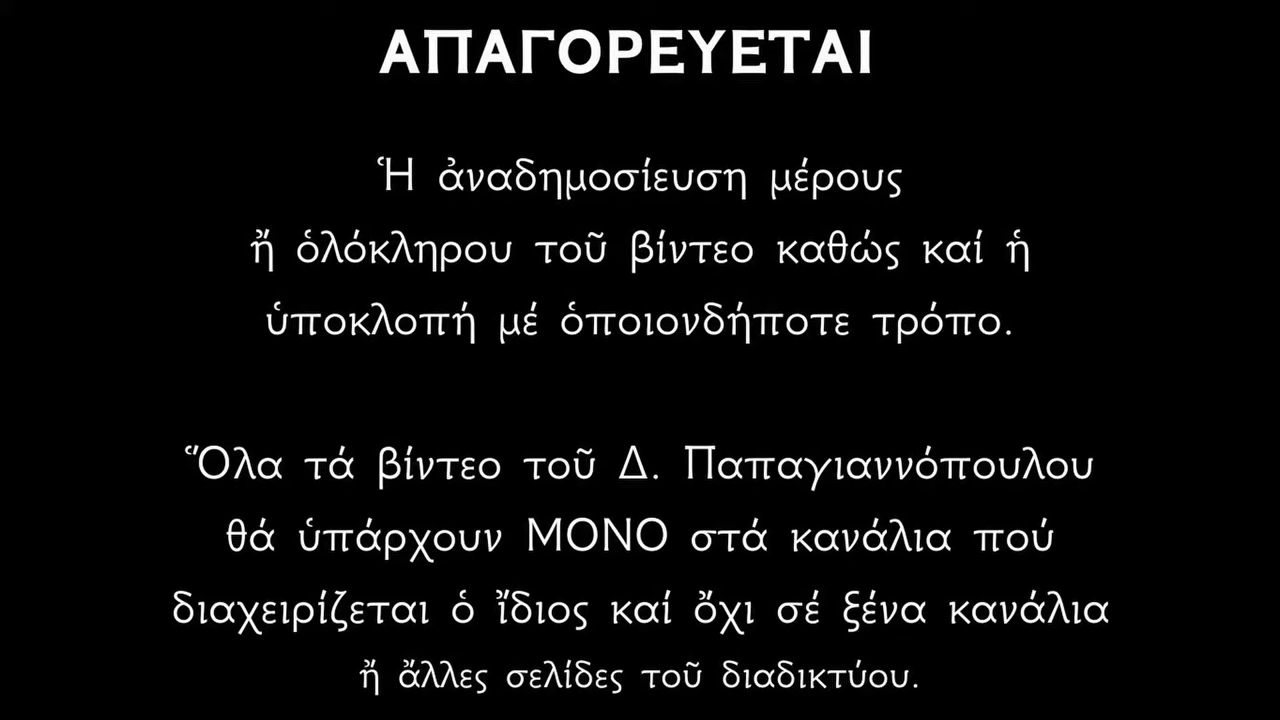 ΑΠΑΓΟΡΕΥΕΤΑΙ
Ἡ ἀναδημοσίευση μέρους
ἤ ὁλόκληρου τοῦ βίντεο καθώς καί ἡ
ὑποκλοπή μέ ὁποιονδήποτε τρόπο.
Ὅλα τά βίντεο τοῦ Δ. Παπαγιαννόπουλου
θά ὑπάρχουν ΜΟΝΟ στά κανάλια πού
διαχειρίζεται ὁ ἴδιος καί ὄχι σέ ξένα κανάλια
ἤ ἄλλες σελίδες τοῦ διαδικτύου.